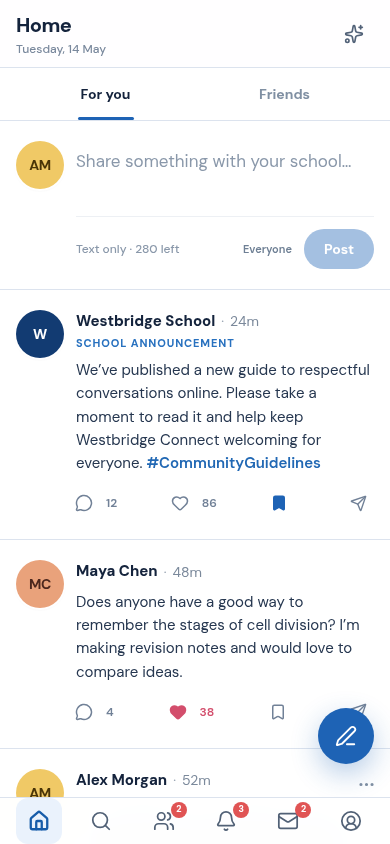 Home
Tuesday, 14 May
For you
Friends
AM
Share something with your school...
Text only · 280 left
Everyone
Post
W
Westbridge School · 24m
SCHOOL ANNOUNCEMENT
We’ve published a new guide to respectful
conversations online. Please take a
moment to read it and help keep
Westbridge Connect welcoming for
everyone. #CommunityGuidelines
12
86
MC
Maya Chen · 48m
Does anyone have a good way to
remember the stages of cell division? I’m
making revision notes and would love to
compare ideas.
4
38
AM
Alex Morgan · 52m
2
3
2